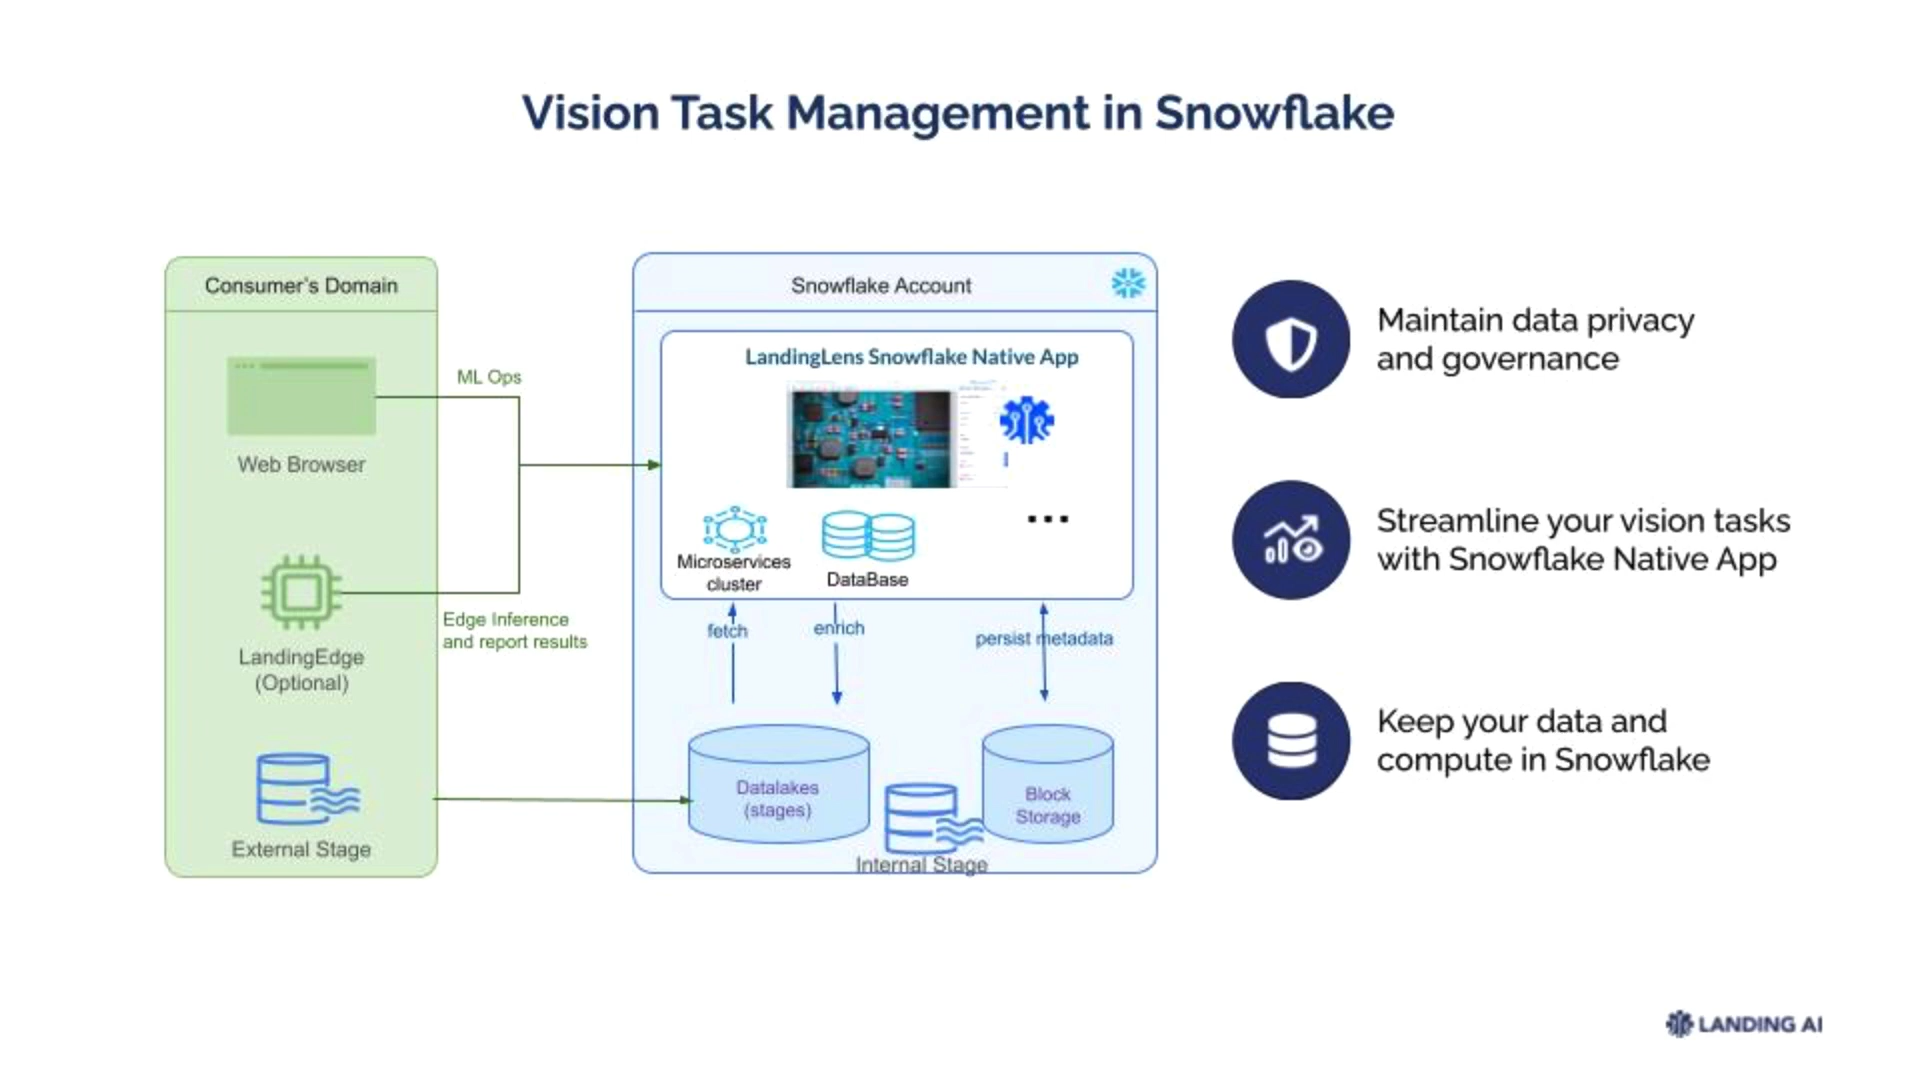 Vision Task Management in Snowflake
Consumer's Domain
Web Browser
LandingEdge
(Optional)
External Stage
ML Ops
Edge Inference
and report results
Snowflake Account
LandingLens Snowflake Native App
Microservices
cluster
DataBase
...
fetch
enrich
persist metadata
Datalakes
(stages)
Internal Stage
Block
Storage
Maintain data privacy
and governance
Streamline your vision tasks
with Snowflake Native App
Keep your data and
compute in Snowflake
LANDING AI